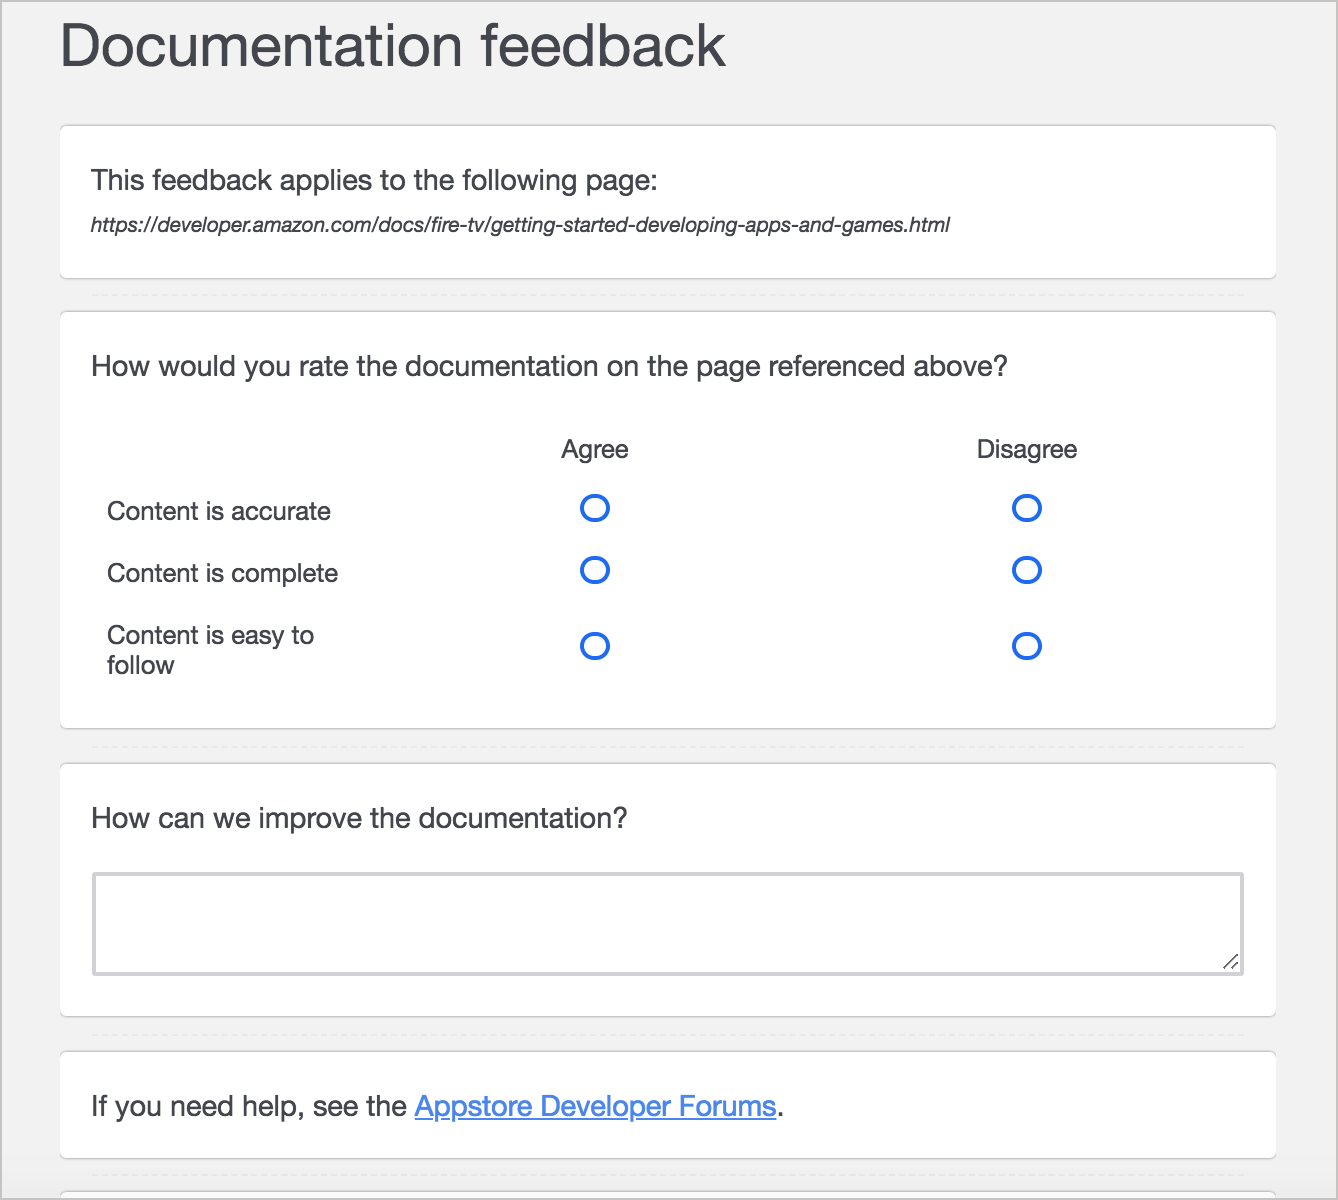 Documentation feedback
This feedback applies to the following page:
https://developer.amazon.com/docs/fire-tv/getting-started-developing-apps-and-games.html
How would you rate the documentation on the page referenced above?
Agree Disagree
Content is accurate
Content is complete
Content is easy to
follow
How can we improve the documentation?
If you need help, see the Appstore Developer Forums.